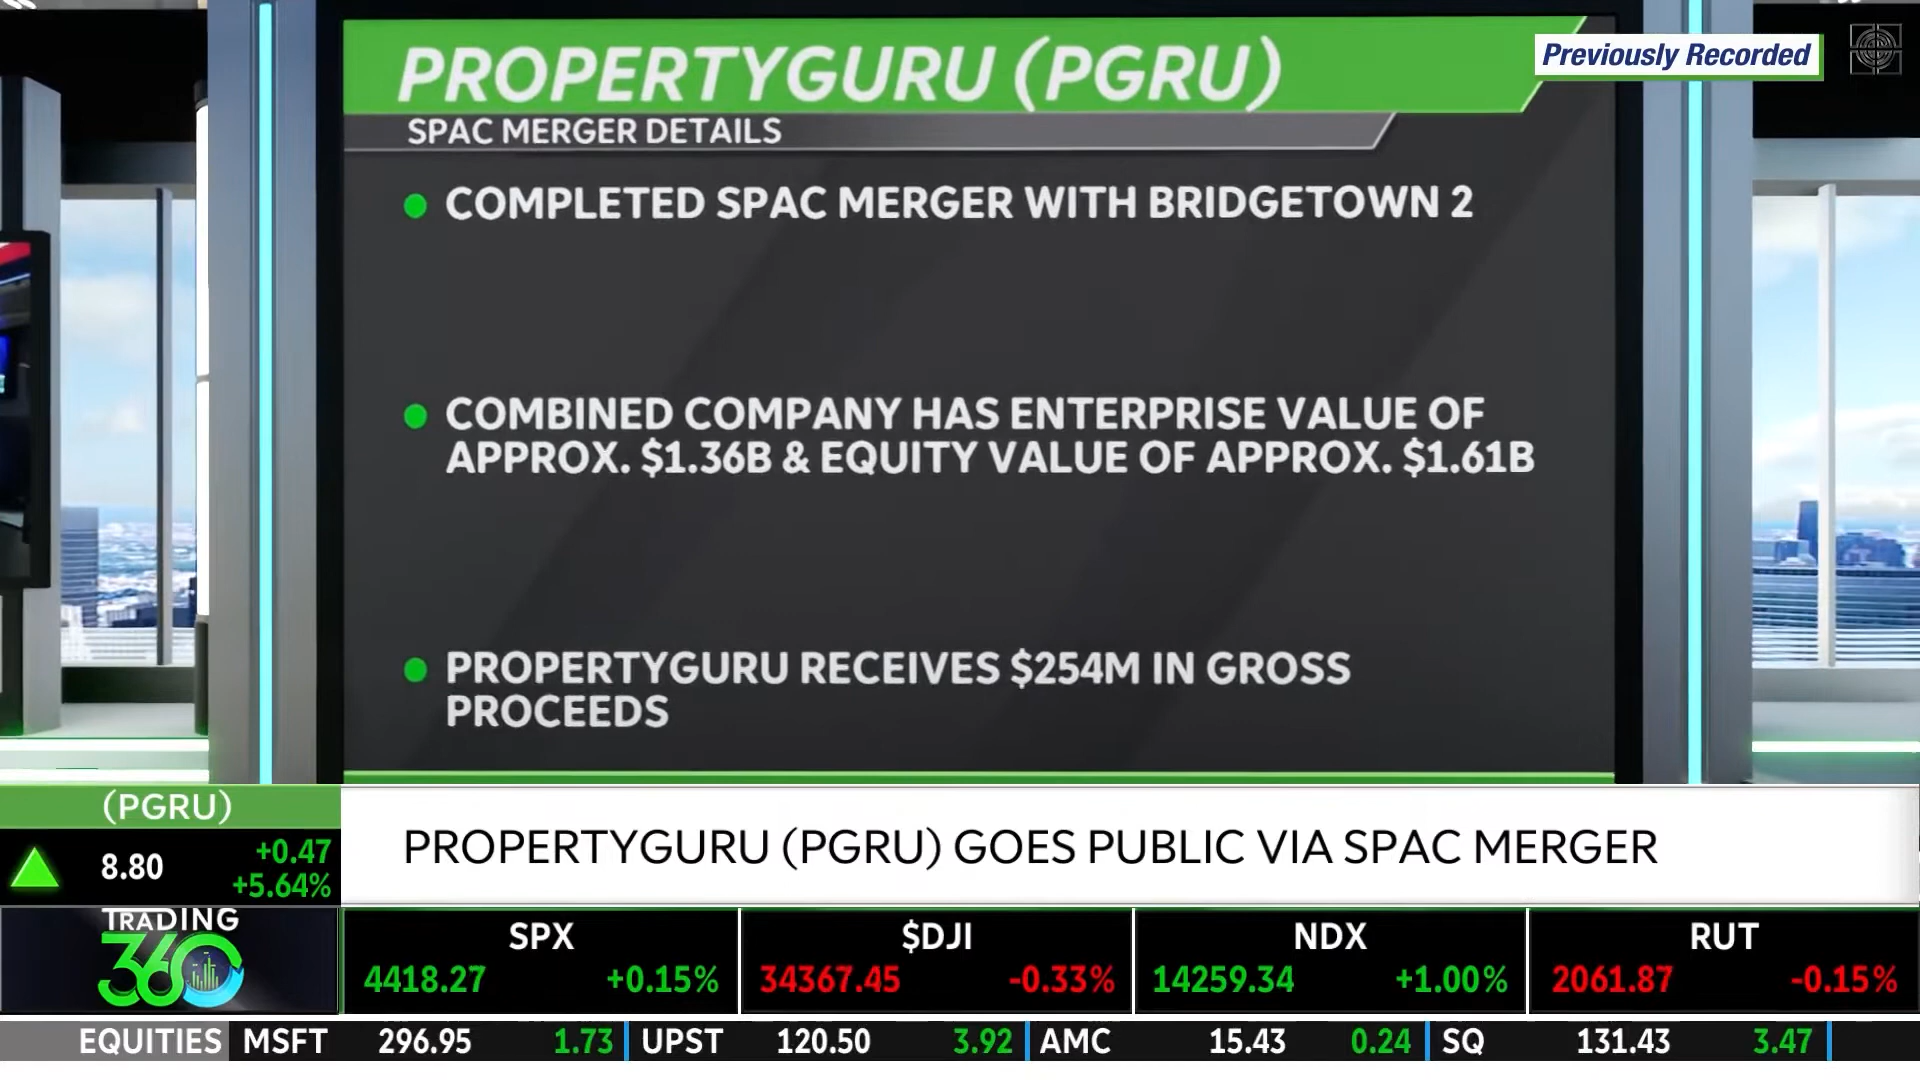 PROPERTYGURU (PGRU)
Previously Recorded
SPAC MERGER DETAILS
COMPLETED SPAC MERGER WITH BRIDGETOWN 2
COMBINED COMPANY HAS ENTERPRISE VALUE OF
APPROX. $1.36B & EQUITY VALUE OF APPROX. $1.61B
PROPERTYGURU RECEIVES $254M IN GROSS
PROCEEDS
(PGRU)
8.80
+0.47
+5.64%
PROPERTYGURU (PGRU) GOES PUBLIC VIA SPAC MERGER
TRADING
360
SPX
4418.27 +0.15%
$DJI
34367.45 -0.33%
NDX
14259.34 +1.00%
RUT
2061.87 -0.15%
EQUITIES MSFT 296.95 1.73 UPST 120.50 3.92 AMC 15.43 0.24 SQ 131.43 3.47